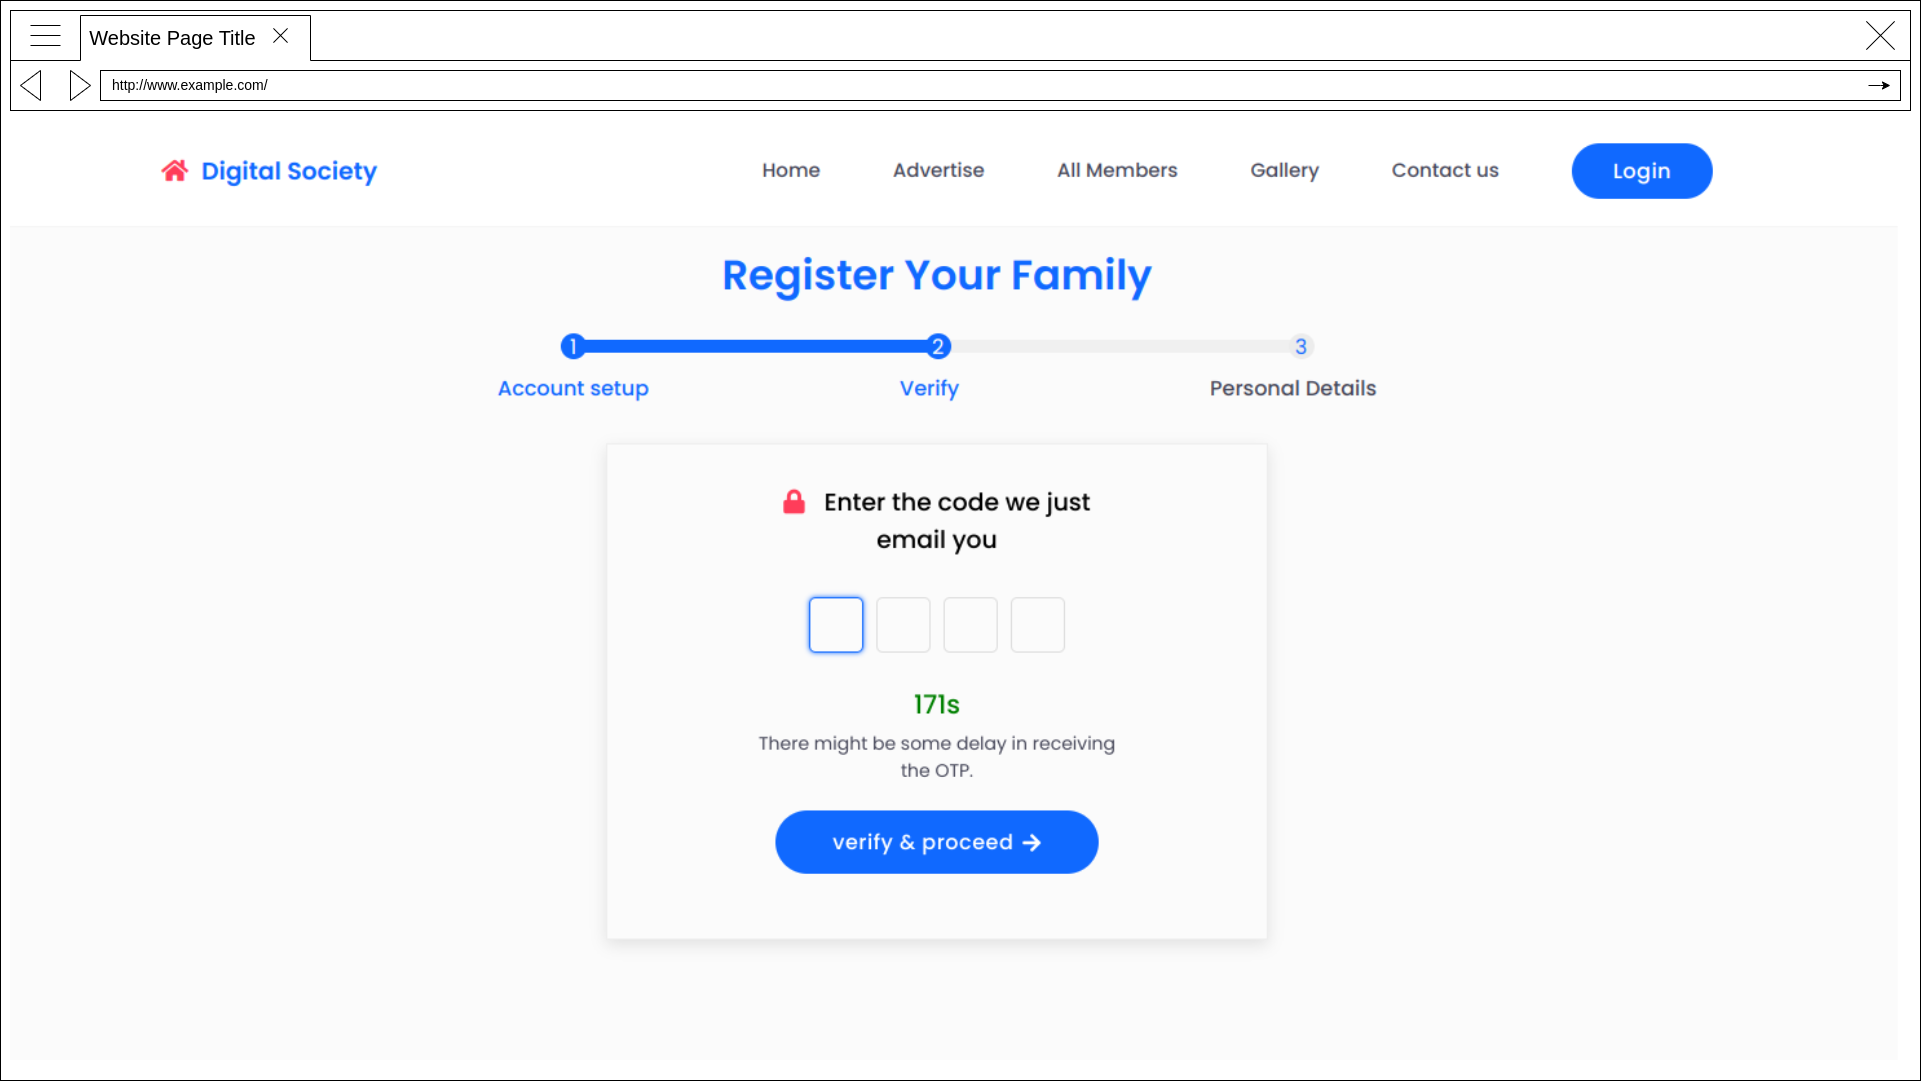 Website Page Title
http://www.example.com/
Digital Society
Home
Advertise
All Members
Gallery
Contact us
Login
Register Your Family
1
2
3
Account setup
Verify
Personal Details
Enter the code we just
email you
171s
There might be some delay in receiving
the OTP.
verify & proceed